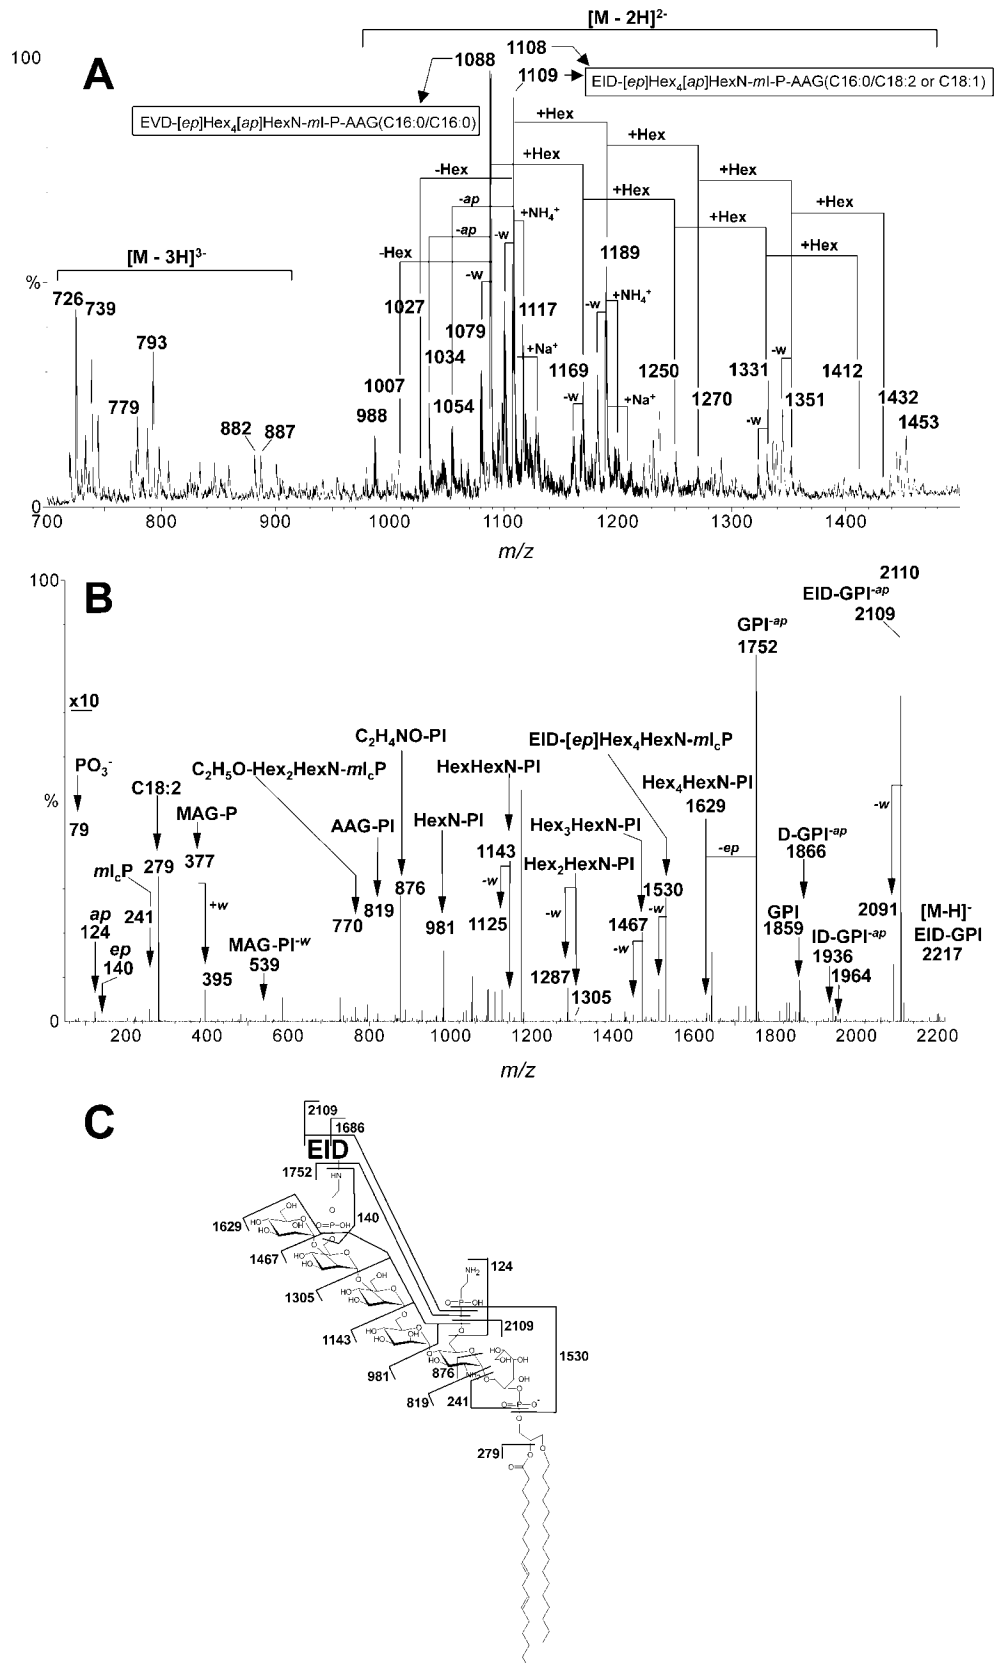 [M - 2H]2-
100
A
1088
1108
1109
EID-[ep]Hex4[ap]HexN-mI-P-AAG(C16:0/C18:2 or C18:1)
EVD-[ep]Hex4[ap]HexN-mI-P-AAG(C16:0/C16:0)
+Hex
+Hex
+Hex
-Hex
+Hex
+Hex
-ap
+Hex
+Hex
-ap
-w
+NH4+
[M - 3H]3-
-Hex
-w
1189
%
726
739
1027
-w
+NH4+
793
1079
1117
1034
+Na+
-w
1007
1169
1250
1331
1412
779
988
1054
-w
+Na+
1270
-w
1351
1432
882
887
1453
0
700
800
900
1000
1100
1200
1300
1400
m/z
100
B
2110
EID-GPI-ap
2109
GPI-ap
1752
x10
PO3-
C2H4NO-PI
EID-[ep]Hex4HexN-mIcP
C2H5O-Hex2HexN-mIcP
HexHexN-PI
Hex4HexN-PI
1629
%
C18:2
79
MAG-P
AAG-PI
HexN-PI
Hex3HexN-PI
-w
D-GPI-ap
1866
mIcP
279
377
1143
Hex2HexN-PI
-ep
876
1530
ap
124
241
+w
770
819
981
-w
1125
-w
1467
-w
GPI
1859
2091
[M-H]-
EID-GPI
2217
ep
140
MAG-PI-w
539
-w
ID-GPI-ap
1936
395
1287
1305
1964
0
200
400
600
800
1000
1200
1400
1600
1800
2000
2200
m/z
C
2109
1686
EID
1752
HN
O
OH
O=P-OH
140
1629
1467
NH2
124
1305
O=P-OH
2109
1143
1530
981
876
NH2
819
241
O=P-O-
279
O